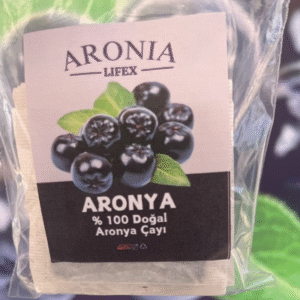 ARONIA
LIFEX
ARONYA
% 100 Doğal
Aronya Çayı